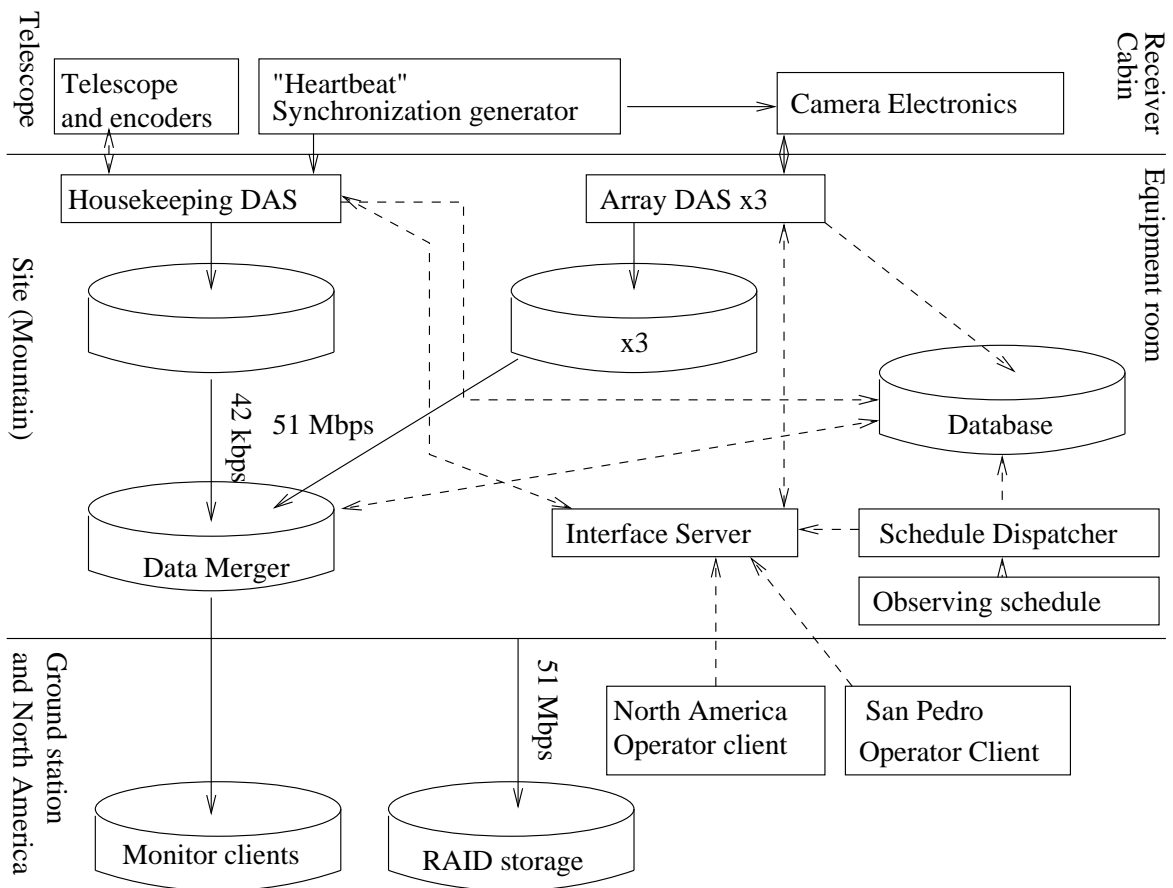 Telescope
Receiver
Cabin
Telescope
and encoders
"Heartbeat"
Synchronization generator
Camera Electronics
Housekeeping DAS
Array DAS x3
Site (Mountain)
Equipment room
x3
42 kbps
51 Mbps
Database
Data Merger
Interface Server
Schedule Dispatcher
Observing schedule
Ground station
and North America
51 Mbps
North America
Operator client
San Pedro
Operator Client
Monitor clients
RAID storage